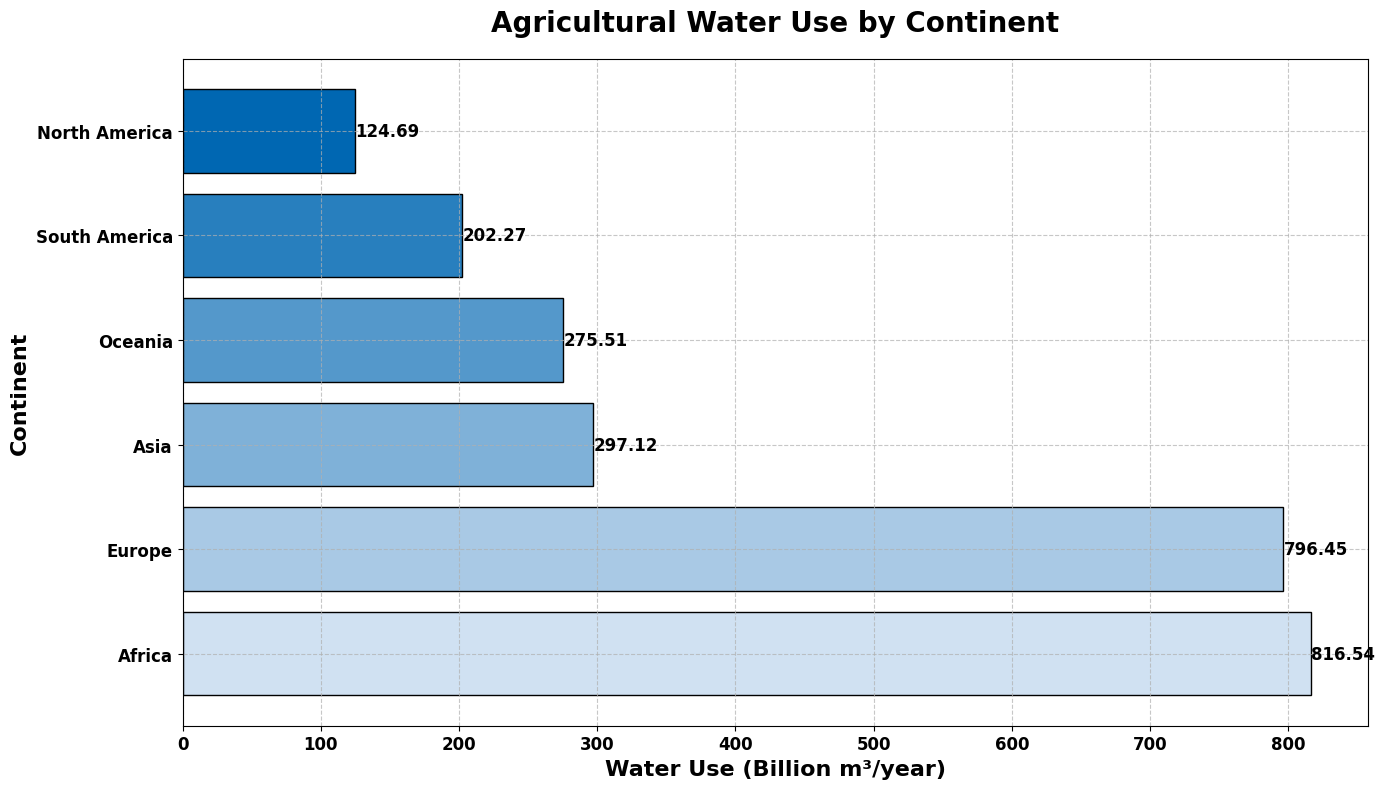 Agricultural Water Use by Continent
North America
124.69
South America
202.27
Oceania
275.51
Asia
297.12
Europe
796.45
Africa
816.54
Continent
0 100 200 300 400 500 600 700 800
Water Use (Billion m³/year)